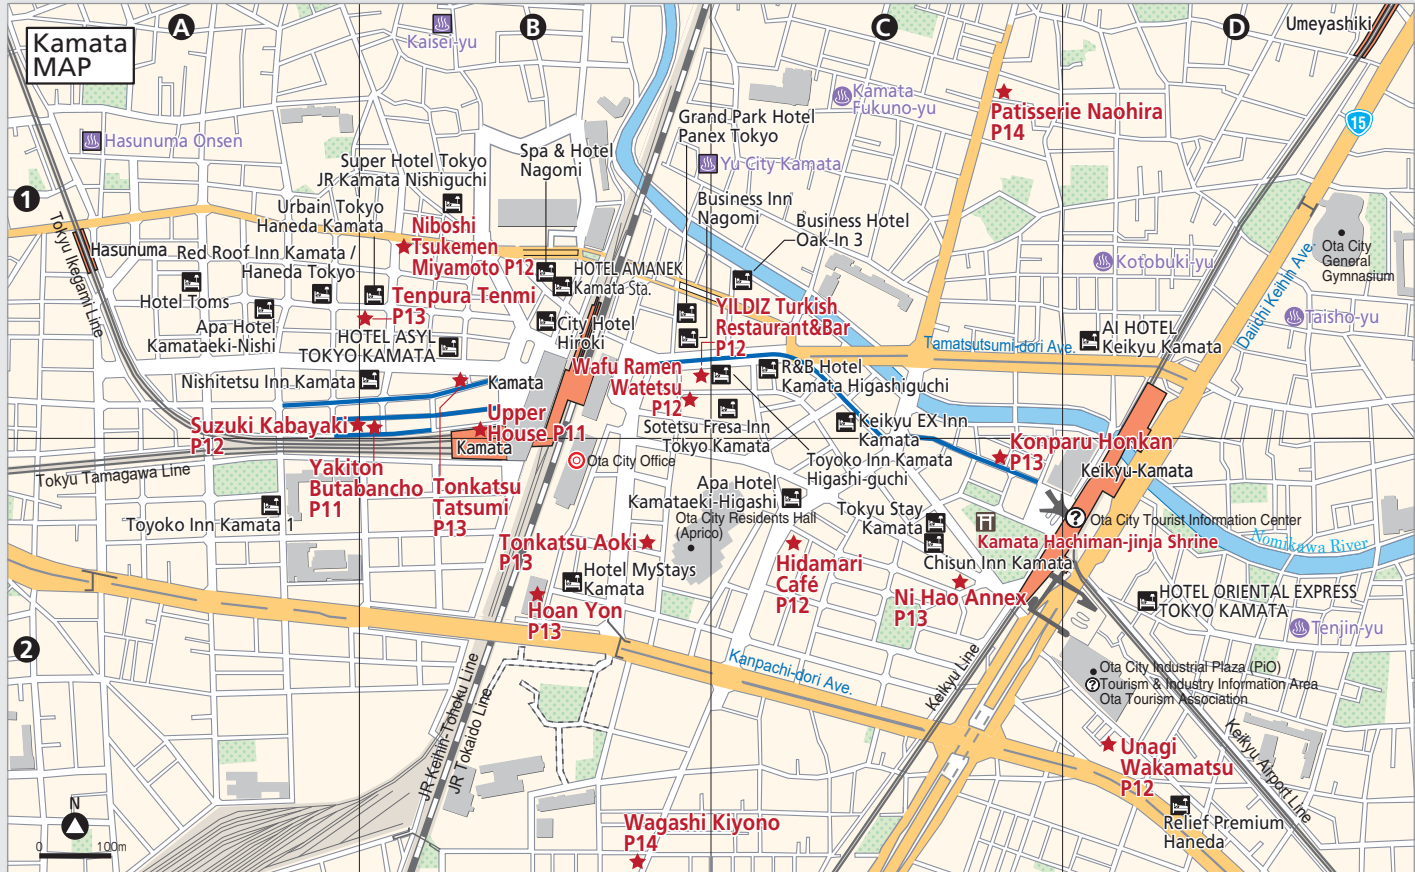 Kamata
MAP
A
B
C
D
1
2
Umeyashiki
Kaisei-yu
Kamata
Fukuno-yu
15
Patisserie Naohira
P14
Hasunuma Onsen
Grand Park Hotel
Panex Tokyo
Super Hotel Tokyo
JR Kamata Nishiguchi
Spa & Hotel
Nagomi
Yu City Kamata
Urbain Tokyo
Haneda Kamata
Business Inn
Nagomi
Business Hotel
Oak-In 3
Niboshi
Tsukemen
Miyamoto P12
Tokyu Ikegami Line
Hasunuma
Red Roof Inn Kamata /
Haneda Tokyo
HOTEL AMANEK
Kamata Sta.
Ota City
General
Gymnasium
Kotobuki-yu
Daiichi Keihin Ave.
Hotel Toms
Tenpura Tenmi
P13
YILDIZ Turkish
Restaurant&Bar
P12
Taisho-yu
Apa Hotel
Kamataeki-Nishi
HOTEL ASYL
TOKYO KAMATA
City Hotel
Hiroki
AI HOTEL
Keikyu Kamata
Tamatsutsumi-dori Ave.
Nishitetsu Inn Kamata
Kamata
Wafu Ramen
Watetsu
P12
R&B Hotel
Kamata Higashiguchi
Suzuki Kabayaki
P12
Upper
House P11
Kamata
Sotetsu Fresa Inn
Tokyo Kamata
Keikyu EX Inn
Kamata
Konparu Honkan
P13
Tokyu Tamagawa Line
Yakiton
Butabancho
P11
Tonkatsu
Tatsumi
P13
Ota City Office
Toyoko Inn Kamata
Higashi-guchi
Keikyu-Kamata
Apa Hotel
Kamataeki-Higashi
Toyoko Inn Kamata 1
Ota City Residents Hall
(Aprico)
Tokyu Stay
Kamata
?
Ota City Tourist Information Center
Kamata Hachiman-jinja Shrine
Nomikawa River
Tonkatsu Aoki
P13
Hidamari
Café
P12
Chisun Inn Kamata
Hotel MyStays
Kamata
Hoan Yon
P13
Ni Hao Annex
P13
HOTEL ORIENTAL EXPRESS
TOKYO KAMATA
Tenjin-yu
Kanpachi-dori Ave.
Keikyu Line
JR Keihin-Tohoku Line
JR Tokaido Line
Ota City Industrial Plaza (PiO)
?
Tourism & Industry Information Area
Ota Tourism Association
Keikyu Airport Line
Unagi
Wakamatsu
P12
Relief Premium
Haneda
Wagashi Kiyono
P14
N
0 100m